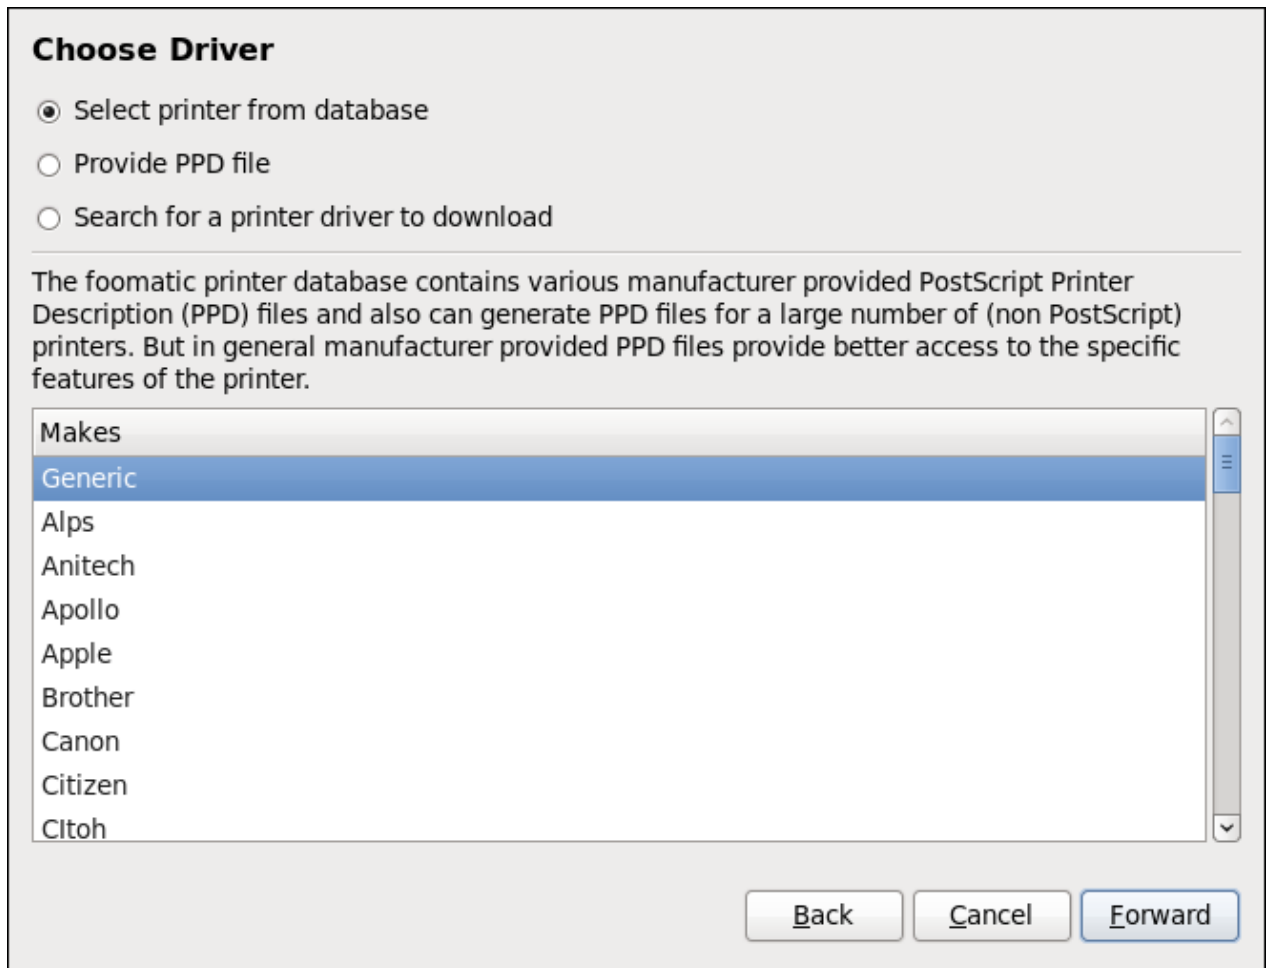 Choose Driver
Select printer from database
Provide PPD file
Search for a printer driver to download
The foomatic printer database contains various manufacturer provided PostScript Printer
Description (PPD) files and also can generate PPD files for a large number of (non PostScript)
printers. But in general manufacturer provided PPD files provide better access to the specific
features of the printer.
Makes
Generic
Alps
Anitech
Apollo
Apple
Brother
Canon
Citizen
CItoh
Back Cancel Forward